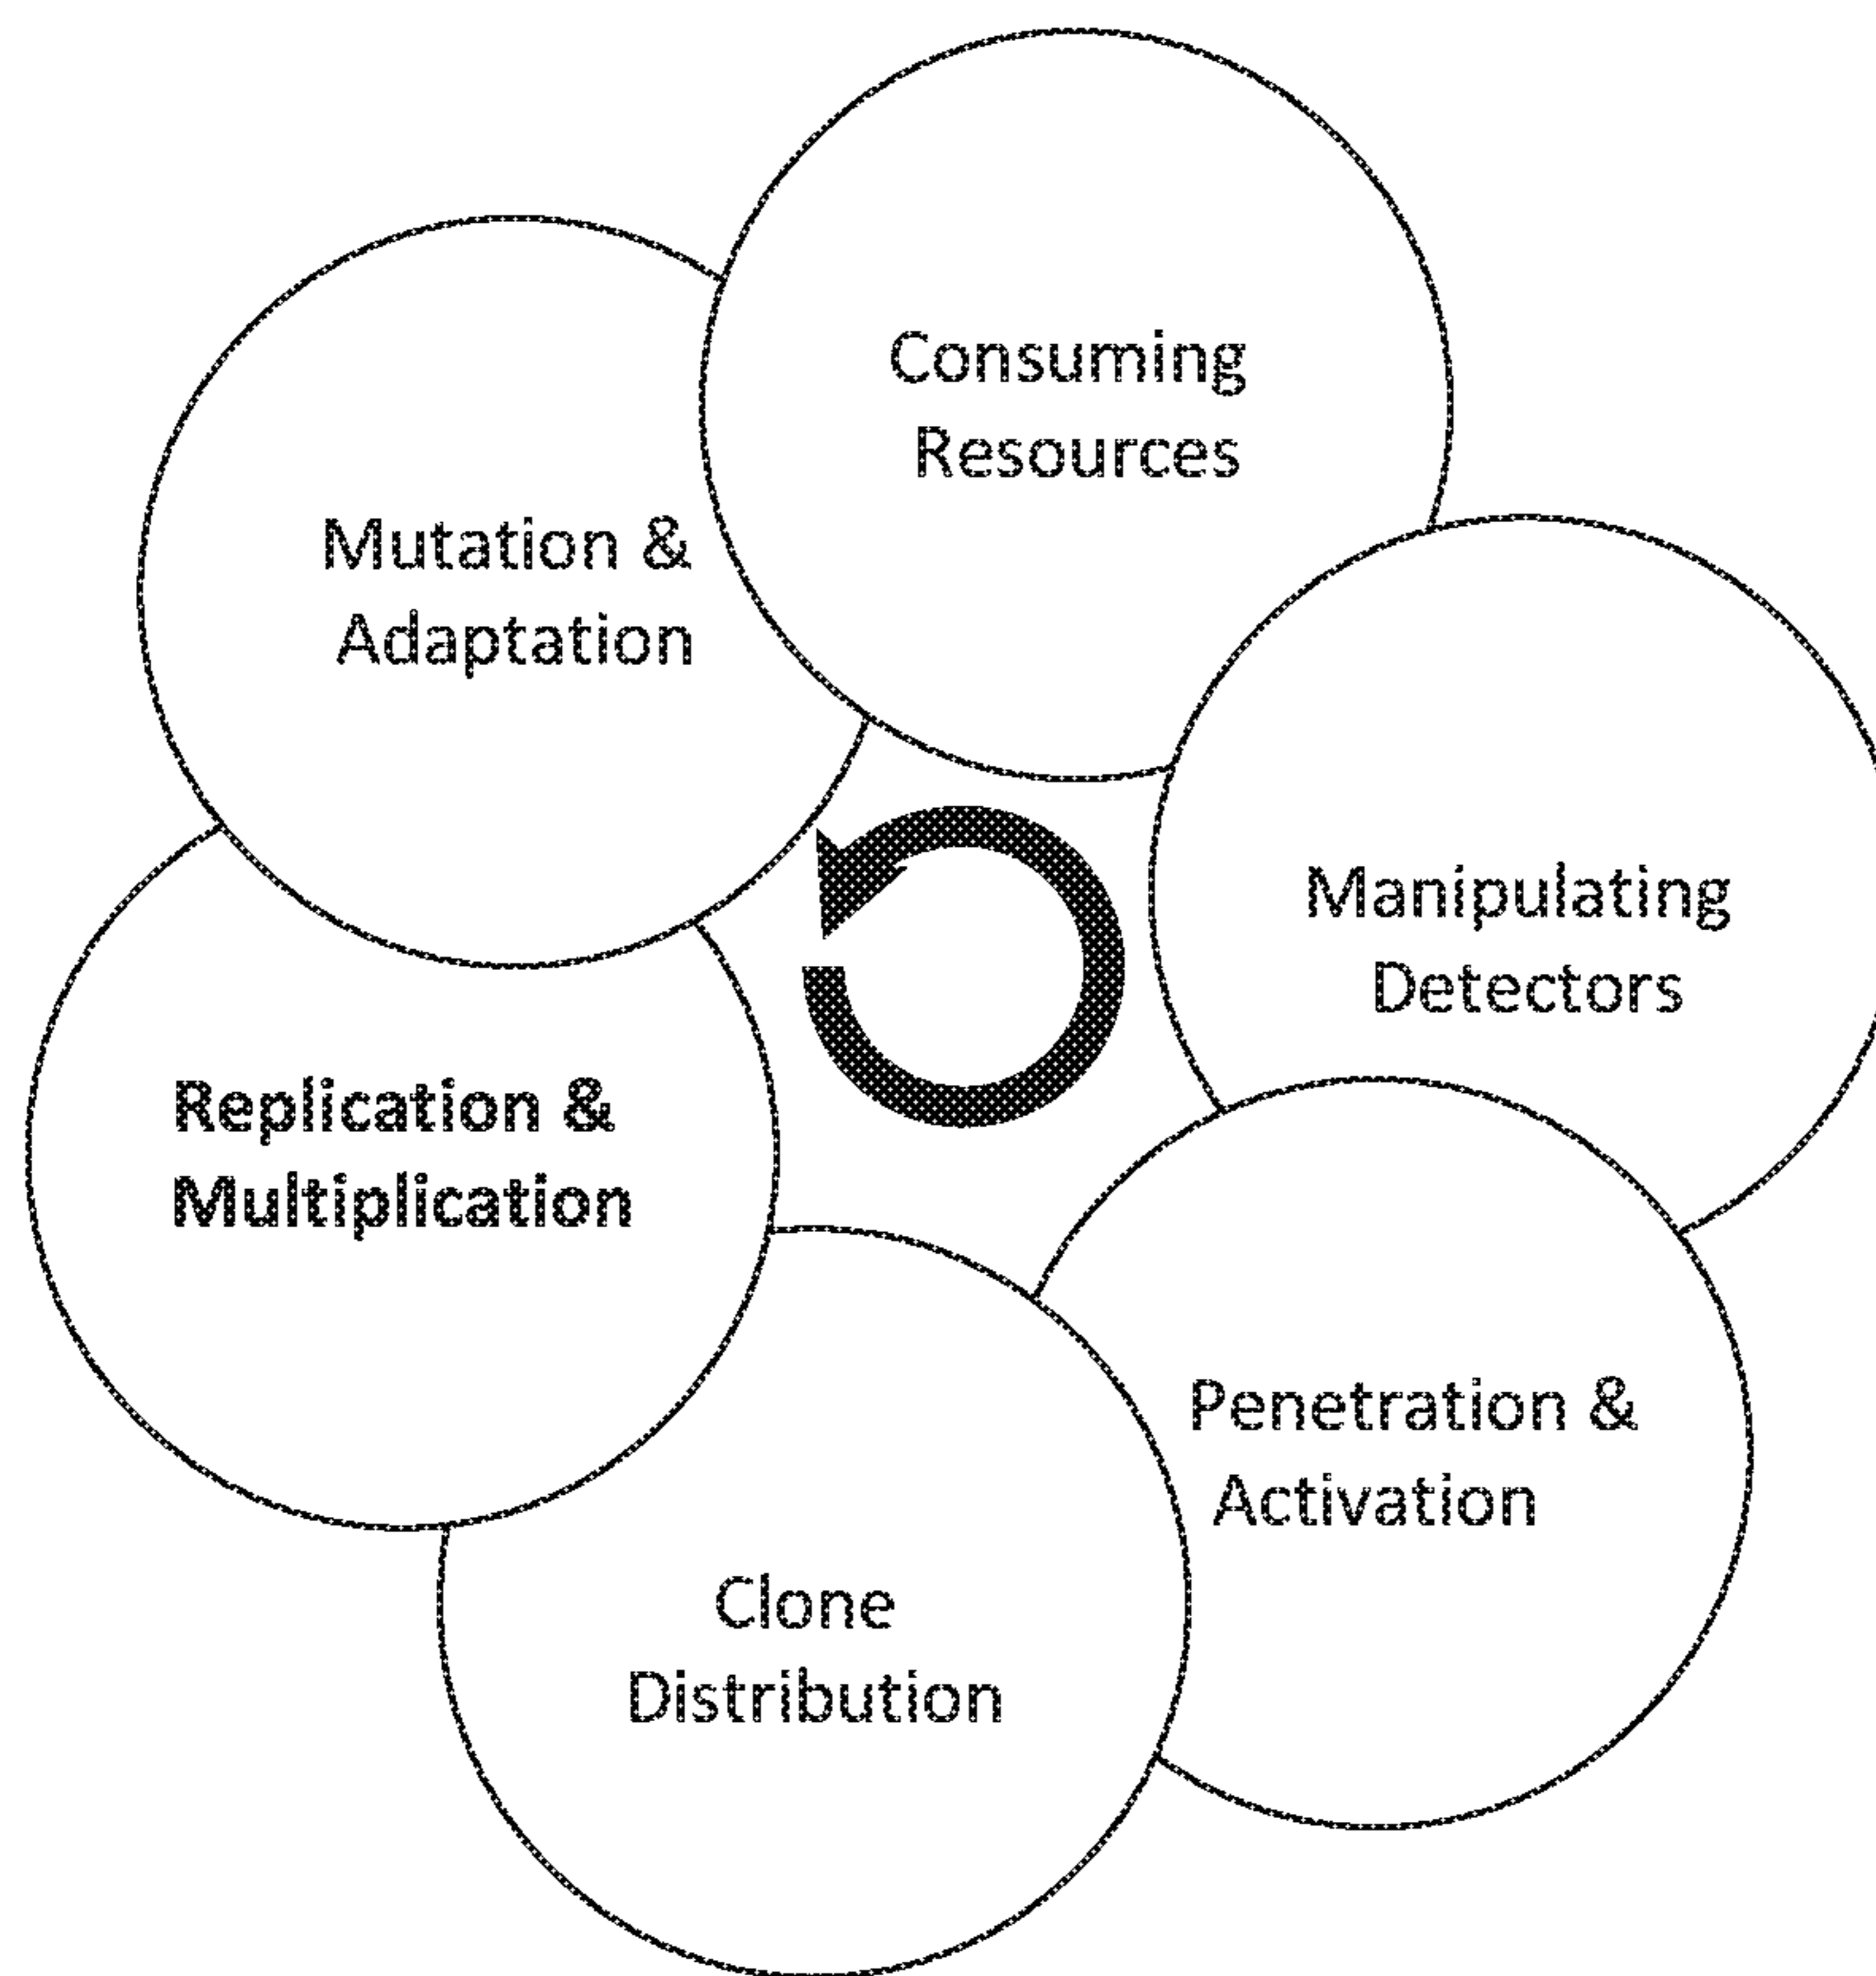 Consuming
Resources
Mutation &
Adaptation
Manipulating
Detectors
Replication &
Multiplication
Penetration &
Activation
Clone
Distribution